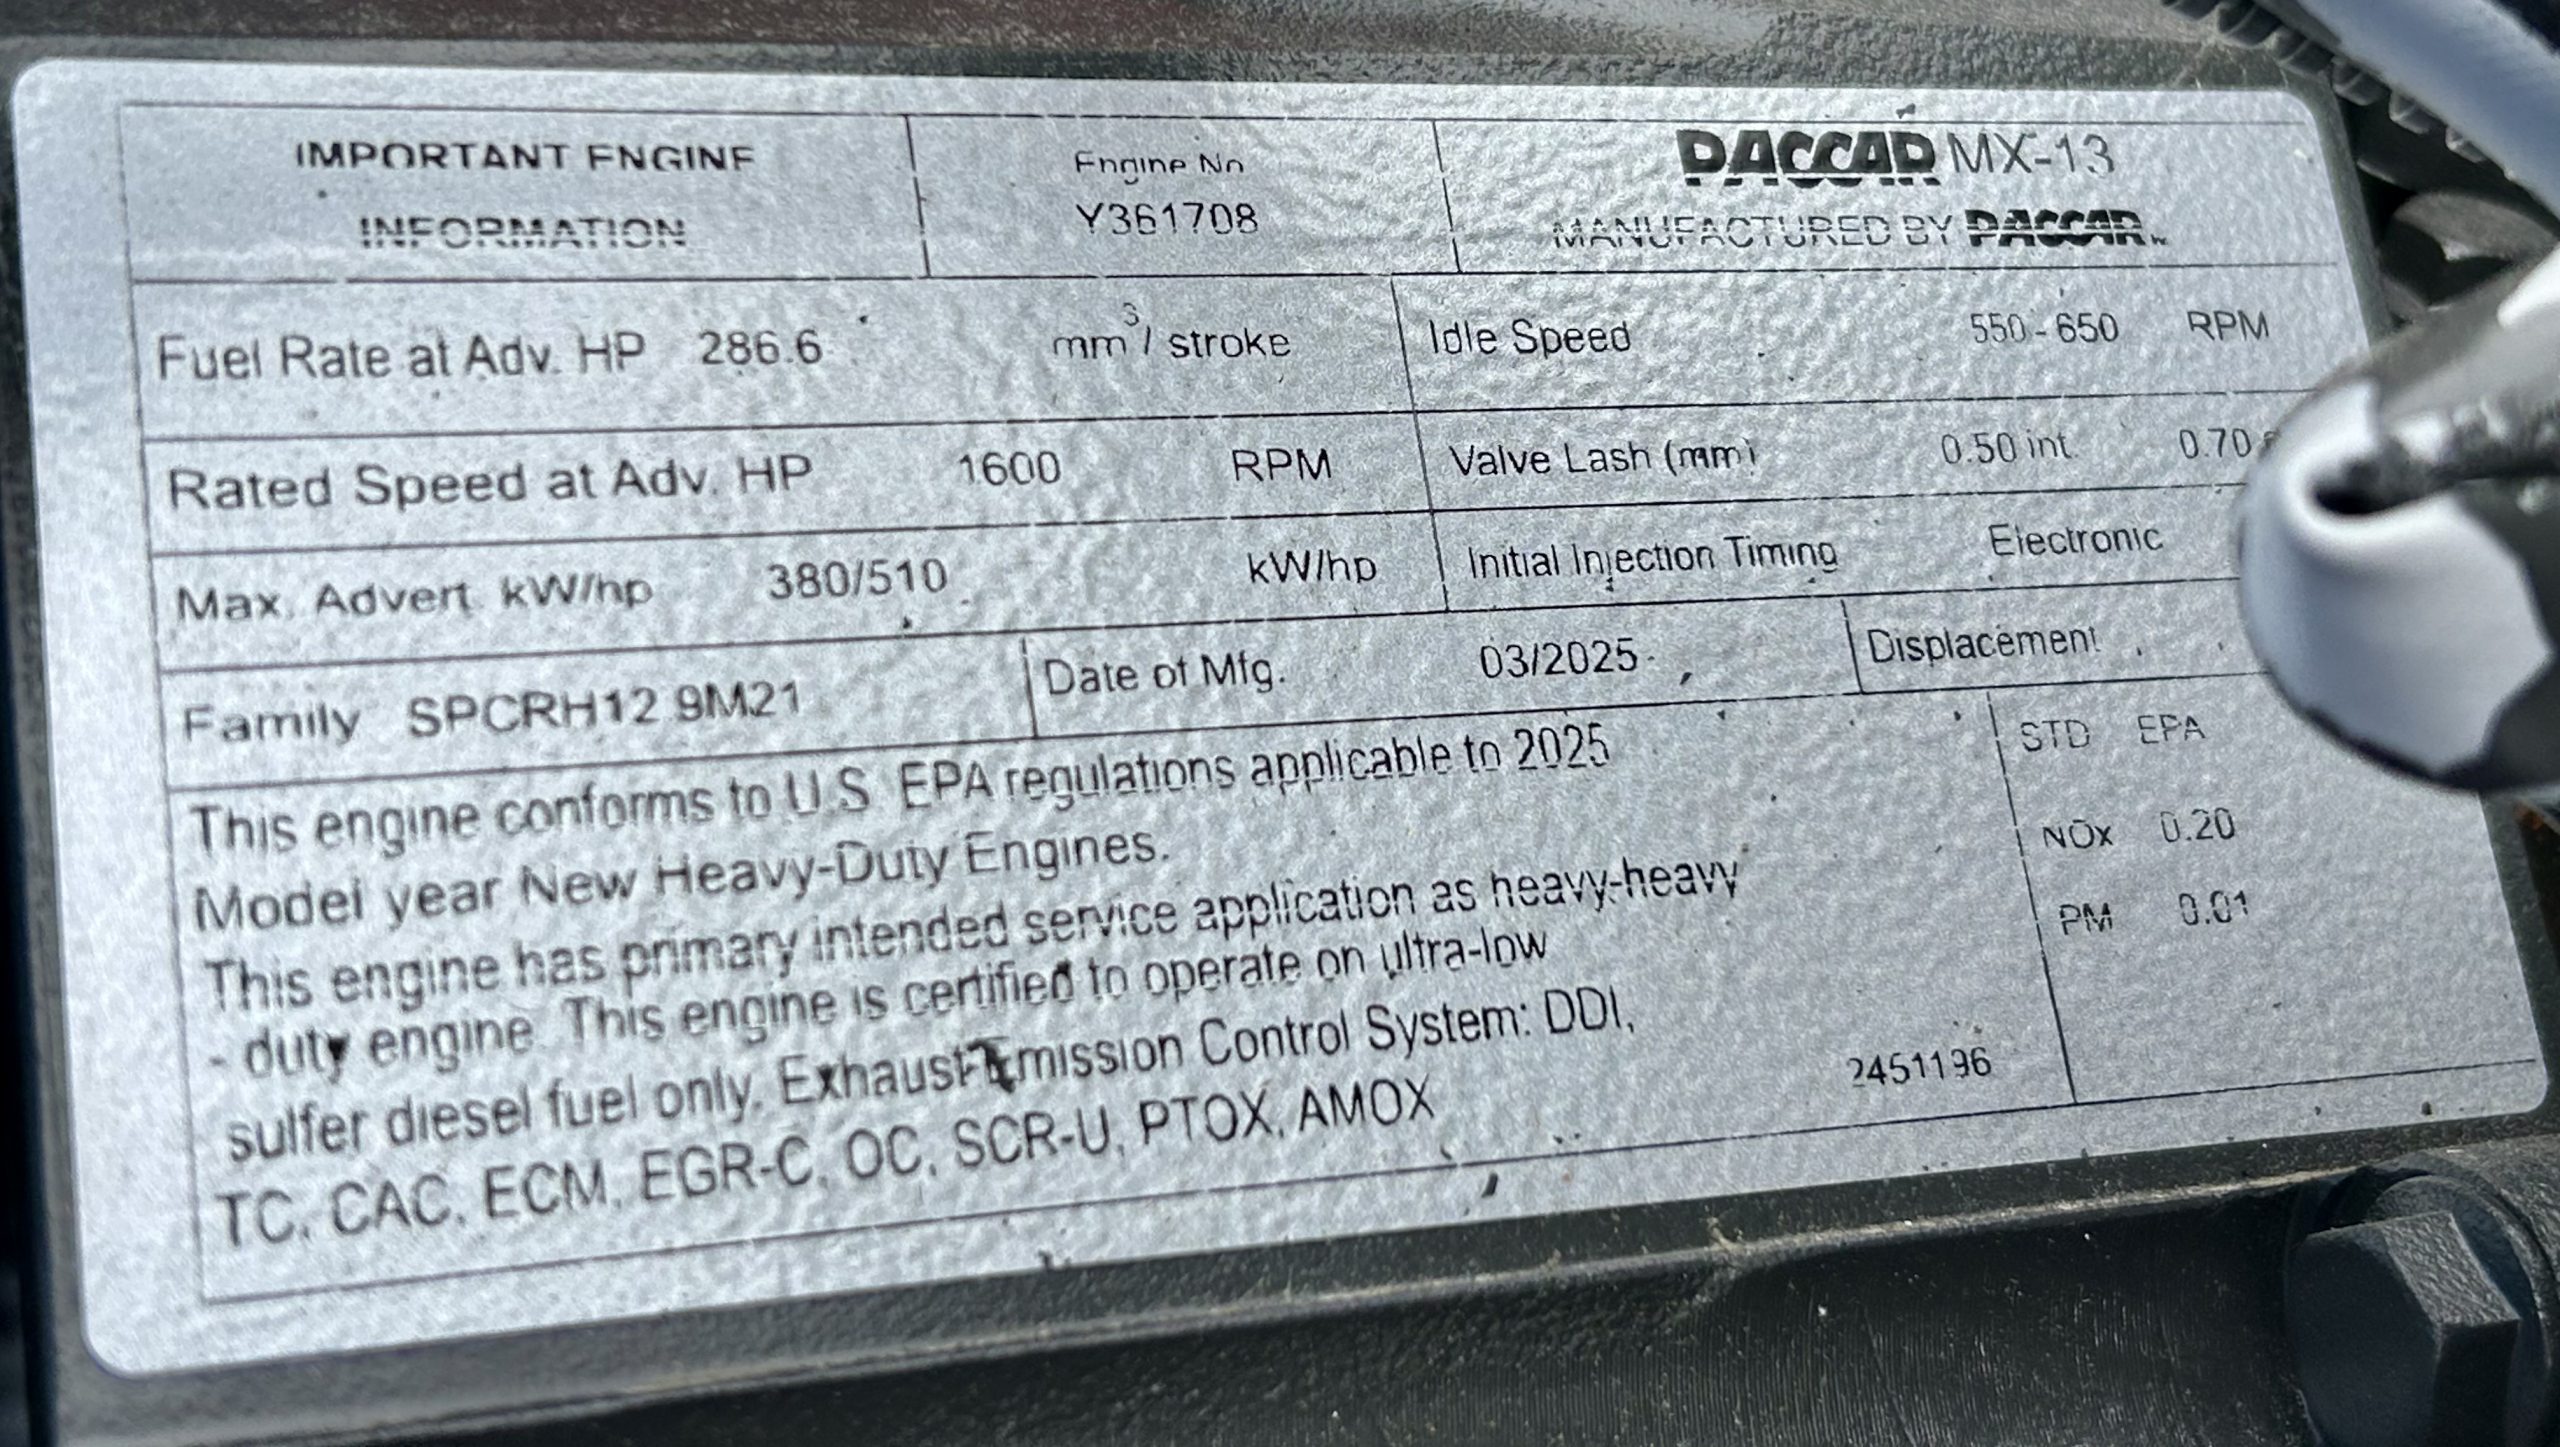 IMPORTANT ENGINE
INFORMATION
Engine No
Y361708
PACCAR MX-13
MANUFACTURED BY PACCAR Inc
Fuel Rate at Adv. HP 286.6 mm³/ stroke
Idle Speed 550 - 650 RPM
Rated Speed at Adv. HP 1600 RPM
Valve Lash (mm) 0.50 int. 0.70
Max. Advert. kW/hp 380/510 kW/hp
Initial Injection Timing Electronic
Family SPCRH12.9M21
Date of Mfg. 03/2025
Displacement
This engine conforms to U.S. EPA regulations applicable to 2025
Model year New Heavy-Duty Engines.
This engine has primary intended service application as heavy-heavy
- duty engine. This engine is certified to operate on ultra-low
sulfer diesel fuel only. Exhaust Emission Control System: DDI,
TC, CAC, ECM, EGR-C, OC, SCR-U, PTOX, AMOX
2451196
STD EPA
NOx 0.20
PM 0.01